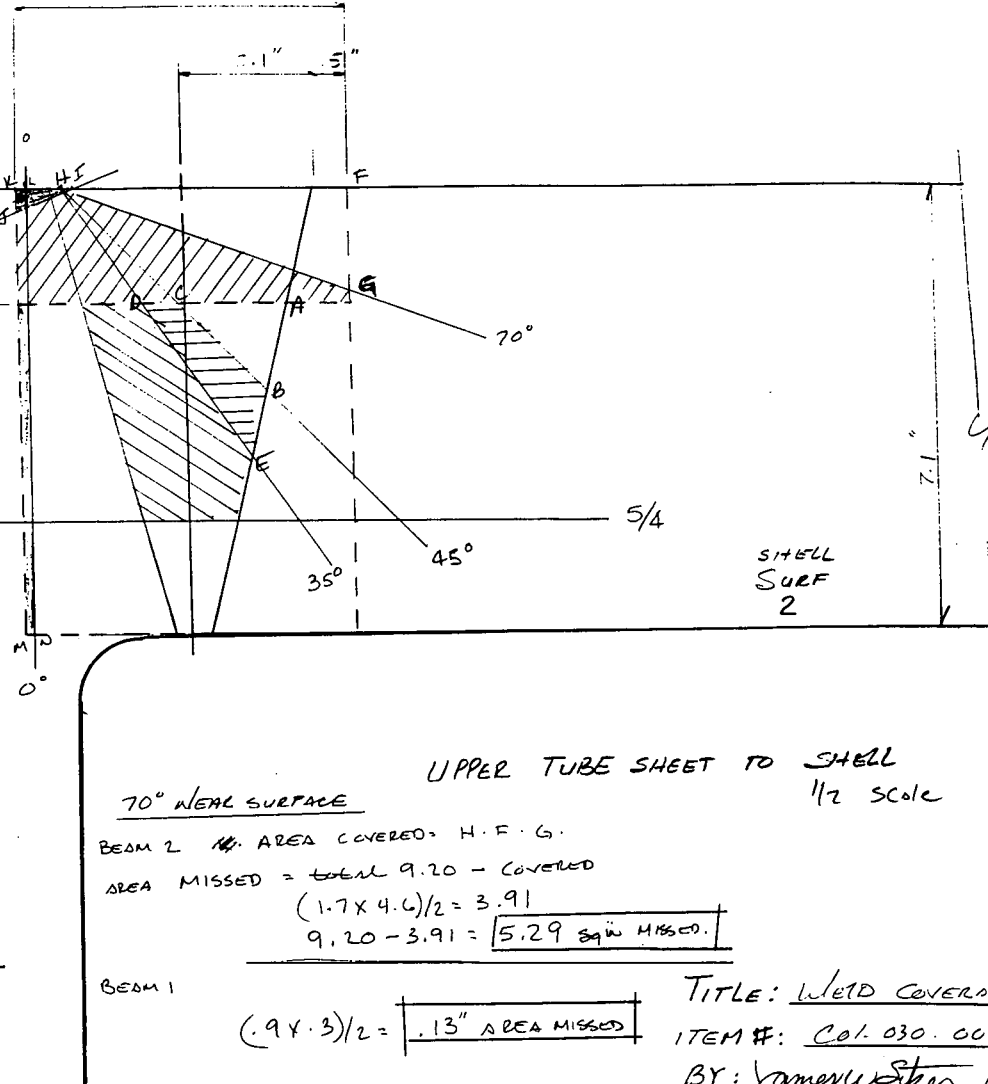 .5"
O
K L H I
F
J
G
D C A
70°
B
E
7.1"
5/4
45°
35°
SHELL
SURF
2
M N
0°
UPPER TUBE SHEET TO SHELL
1/2 SCALE
70° NEAR SURFACE
BEAM 2 AREA COVERED= H.F.G.
AREA MISSED = total 9.20 - COVERED
(1.7 X 4.6)/2 = 3.91
9.20 - 3.91 = 5.29 sq in MISSED.
BEAM 1
(.9 X .3)/2 = .13" AREA MISSED
TITLE: WELD COVERA
ITEM #: C01.030.00
BY: